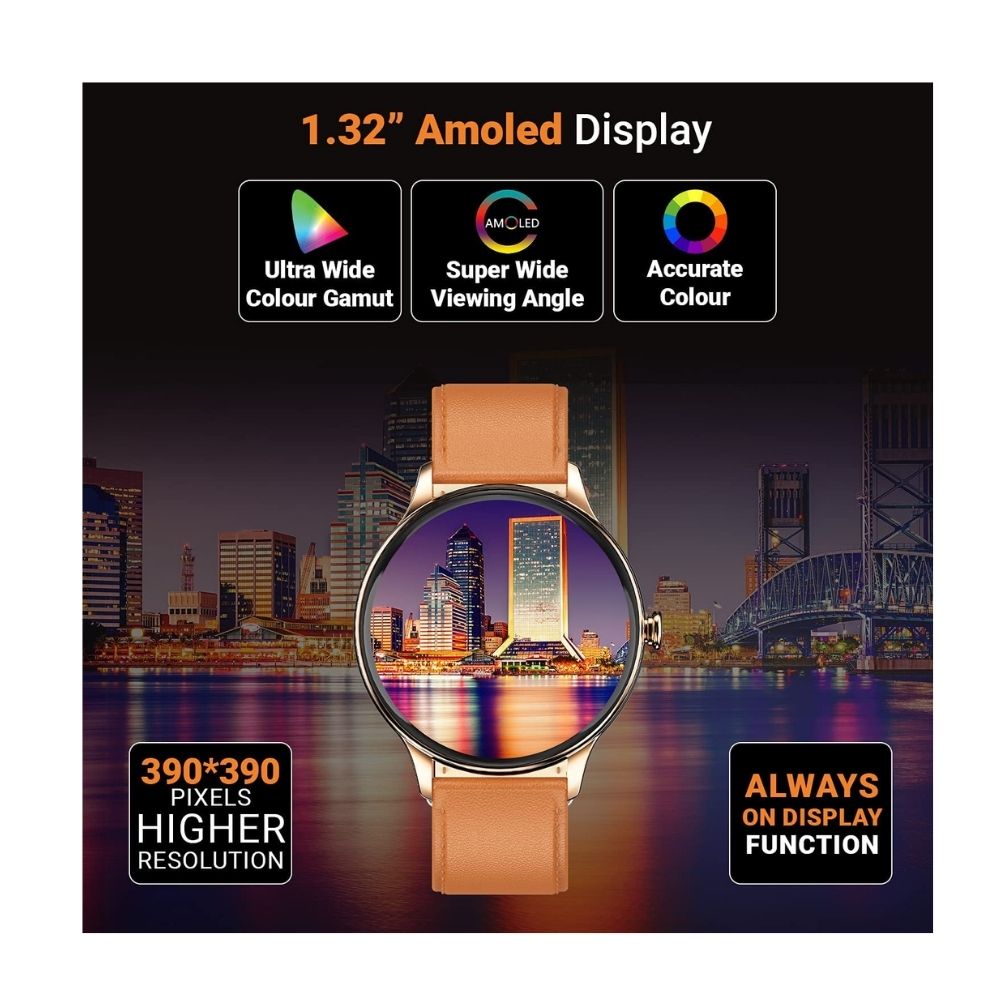 1.32” Amoled Display
AMOLED
Ultra Wide
Colour Gamut
Super Wide
Viewing Angle
Accurate
Colour
390*390
PIXELS
HIGHER
RESOLUTION
ALWAYS
ON DISPLAY
FUNCTION